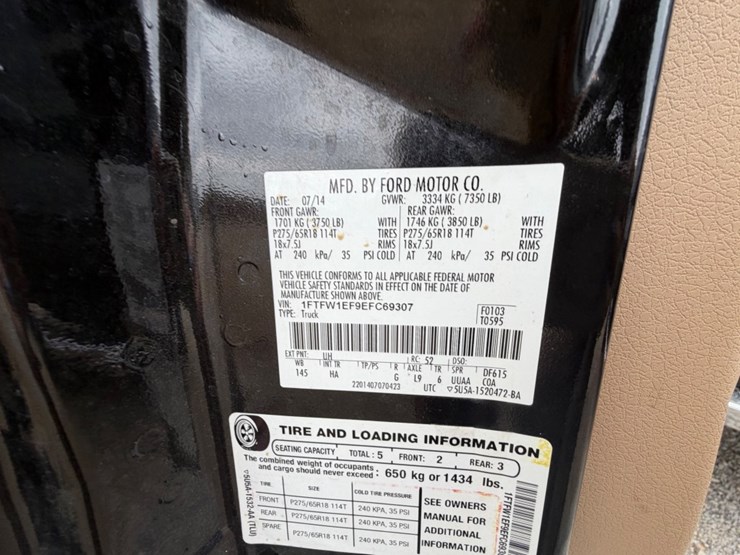 MFD. BY FORD MOTOR CO.
DATE: 07/14 GVWR: 3334 KG ( 7350 LB)
FRONT GAWR: REAR GAWR:
1701 KG ( 3750 LB) WITH 1746 KG ( 3850 LB) WITH
P275/65R18 114T TIRES P275/65R18 114T TIRES
18x7.5J RIMS 18x7.5J RIMS
AT 240 kPa/ 35 PSI COLD AT 240 kPa/ 35 PSI COLD
THIS VEHICLE CONFORMS TO ALL APPLICABLE FEDERAL MOTOR
VEHICLE SAFETY STANDARDS IN EFFECT ON THE DATE OF
MANUFACTURE SHOWN ABOVE.
VIN: 1FTFW1EF9EFC69307
TYPE: Truck
F0103
T0595
EXT PNT: UH RC: 52 DSO:
WB INT TR TP/PS R AXLE TR SPR DF615
145 HA G L9 6 UUAA COA
2201407070423 UTC ▽5U5A-1520472-BA
TIRE AND LOADING INFORMATION
SEATING CAPACITY TOTAL: 5 FRONT: 2 REAR: 3
The combined weight of occupants
and cargo should never exceed: 650 kg or 1434 lbs.
TIRE SIZE COLD TIRE PRESSURE
FRONT P275/65R18 114T 240 KPA, 35 PSI
REAR P275/65R18 114T 240 KPA, 35 PSI
SPARE P275/65R18 114T 240 KPA, 35 PSI
SEE OWNERS
MANUAL FOR
ADDITIONAL
INFORMATION
▽5U5A-1532-AA (TLU)